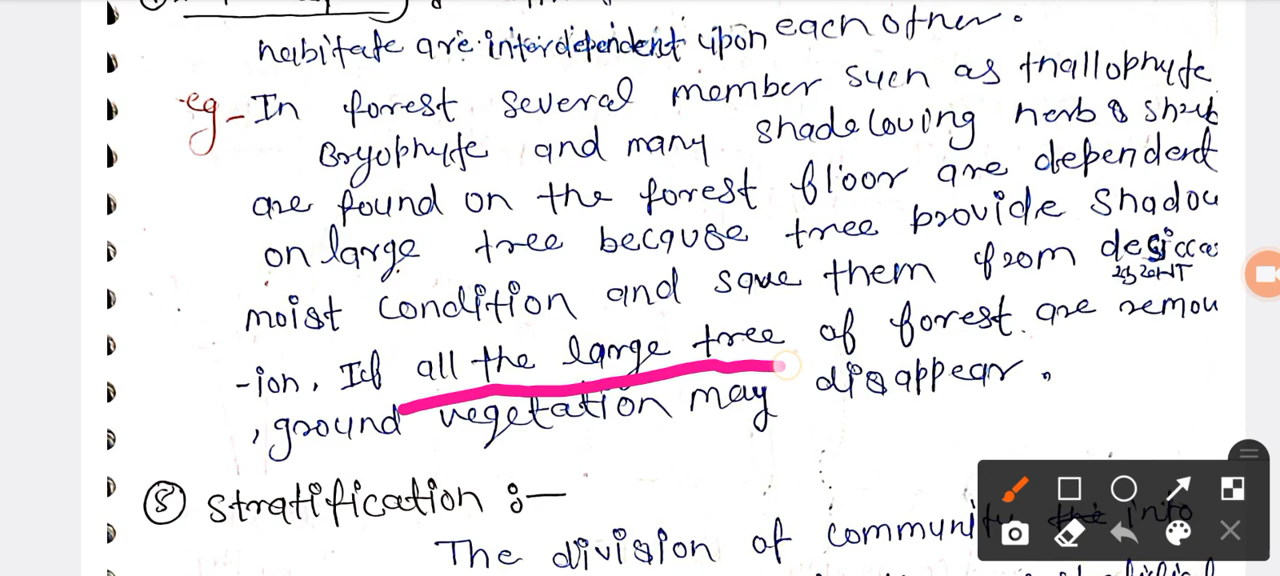 habitate are interdependent upon each other.
eg- In forest several member such as thallophyte
Bryophyte and many shade loving herb & shrub
are found on the forest floor are dependent
on large tree because tree provide shadow
moist condition and save them from desicca
-ion, If all the large tree of forest are remov
, ground vegetation may disappear.
⑤ Stratification :-
The division of community into